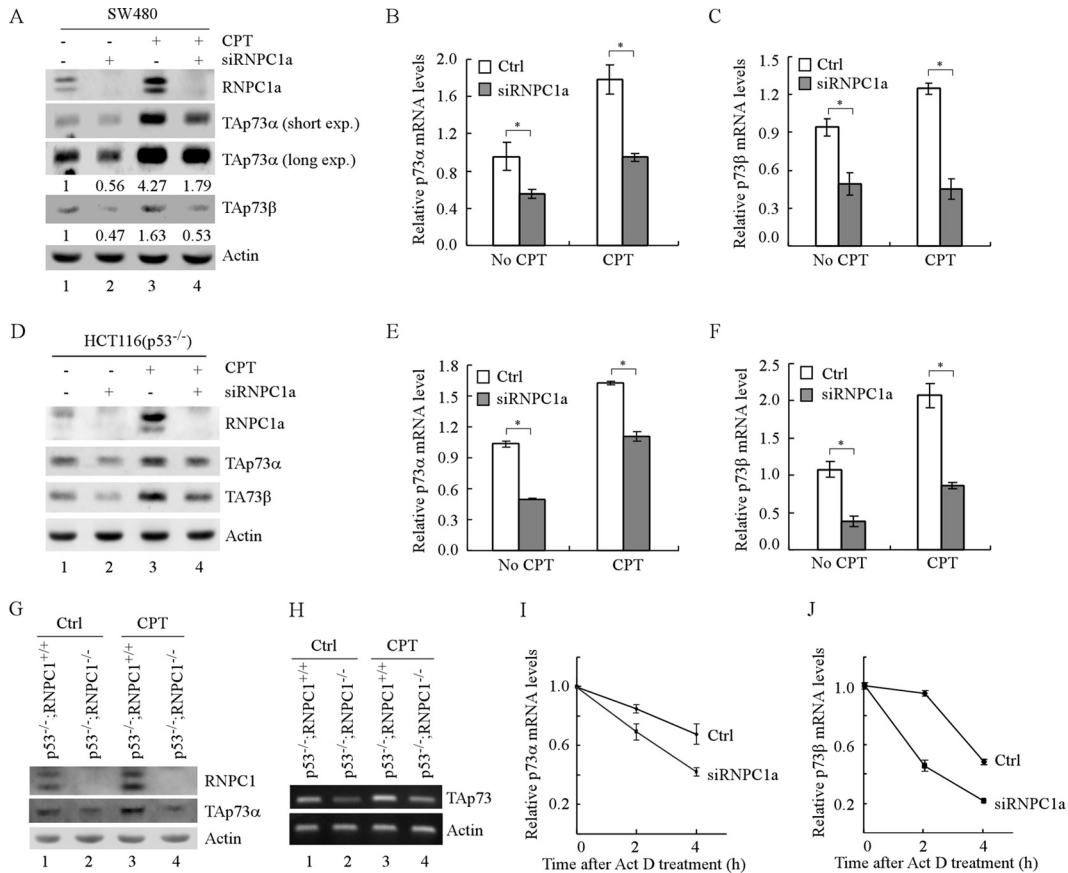 A
SW480
- - + + CPT
- + - + siRNPC1a
RNPC1a
TAp73α (short exp.)
TAp73α (long exp.)
1 0.56 4.27 1.79
TAp73β
1 0.47 1.63 0.53
Actin
1 2 3 4
B
Relative p73α mRNA levels
1.8
1.2
0.6
0.0
2.4
Ctrl
siRNPC1a
*
*
No CPT
CPT
C
Relative p73β mRNA levels
1.5
1.2
0.9
0.6
0.3
0.0
Ctrl
siRNPC1a
*
*
No CPT
CPT
D
HCT116(p53-/-)
- - + + CPT
- + - + siRNPC1a
RNPC1a
TAp73α
TA73β
Actin
1 2 3 4
E
Relative p73α mRNA level
1.8
1.5
1.2
0.9
0.6
0.3
0.0
Ctrl
siRNPC1a
*
*
No CPT
CPT
F
Relative p73β mRNA level
2.5
2.0
1.5
1.0
0.5
0.0
Ctrl
siRNPC1a
*
*
No CPT
CPT
G
Ctrl CPT
p53-/-;RNPC1+/+
p53-/-;RNPC1-/-
p53-/-;RNPC1+/+
p53-/-;RNPC1-/-
RNPC1
TAp73α
Actin
1 2 3 4
H
Ctrl CPT
p53-/-;RNPC1+/+
p53-/-;RNPC1-/-
p53-/-;RNPC1+/+
p53-/-;RNPC1-/-
TAp73
Actin
1 2 3 4
I
Relative p73α mRNA levels
1.0
0.6
0.2
Ctrl
siRNPC1a
0 2 4
Time after Act D treatment (h)
J
Relative p73β mRNA levels
1.0
0.6
0.2
Ctrl
siRNPC1a
0 2 4
Time after Act D treatment (h)